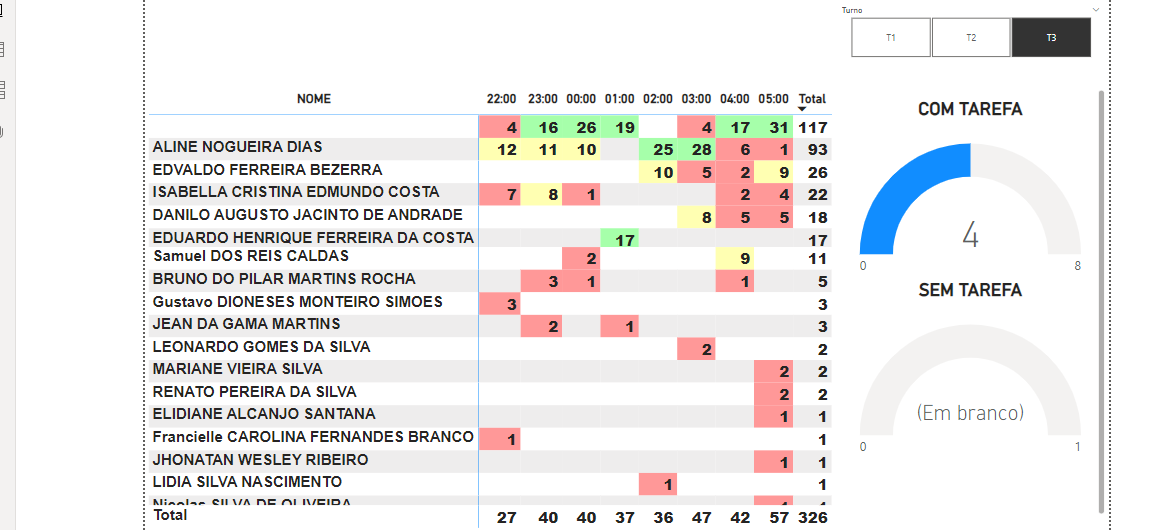 Turno
T1 T2 T3
NOME 22:00 23:00 00:00 01:00 02:00 03:00 04:00 05:00 Total
4 16 26 19 4 17 31 117
ALINE NOGUEIRA DIAS 12 11 10 25 28 6 1 93
EDVALDO FERREIRA BEZERRA 10 5 2 9 26
ISABELLA CRISTINA EDMUNDO COSTA 7 8 1 2 4 22
DANILO AUGUSTO JACINTO DE ANDRADE 8 5 5 18
EDUARDO HENRIQUE FERREIRA DA COSTA 17 17
Samuel DOS REIS CALDAS 2 9 11
BRUNO DO PILAR MARTINS ROCHA 3 1 1 5
Gustavo DIONESES MONTEIRO SIMOES 3 3
JEAN DA GAMA MARTINS 2 1 3
LEONARDO GOMES DA SILVA 2 2
MARIANE VIEIRA SILVA 2 2
RENATO PEREIRA DA SILVA 2 2
ELIDIANE ALCANJO SANTANA 1 1
Francielle CAROLINA FERNANDES BRANCO 1 1
JHONATAN WESLEY RIBEIRO 1 1
LIDIA SILVA NASCIMENTO 1 1
Nicolas SILVA DE OLIVEIRA
Total 27 40 40 37 36 47 42 57 326
COM TAREFA
4
0 8
SEM TAREFA
(Em branco)
0 1